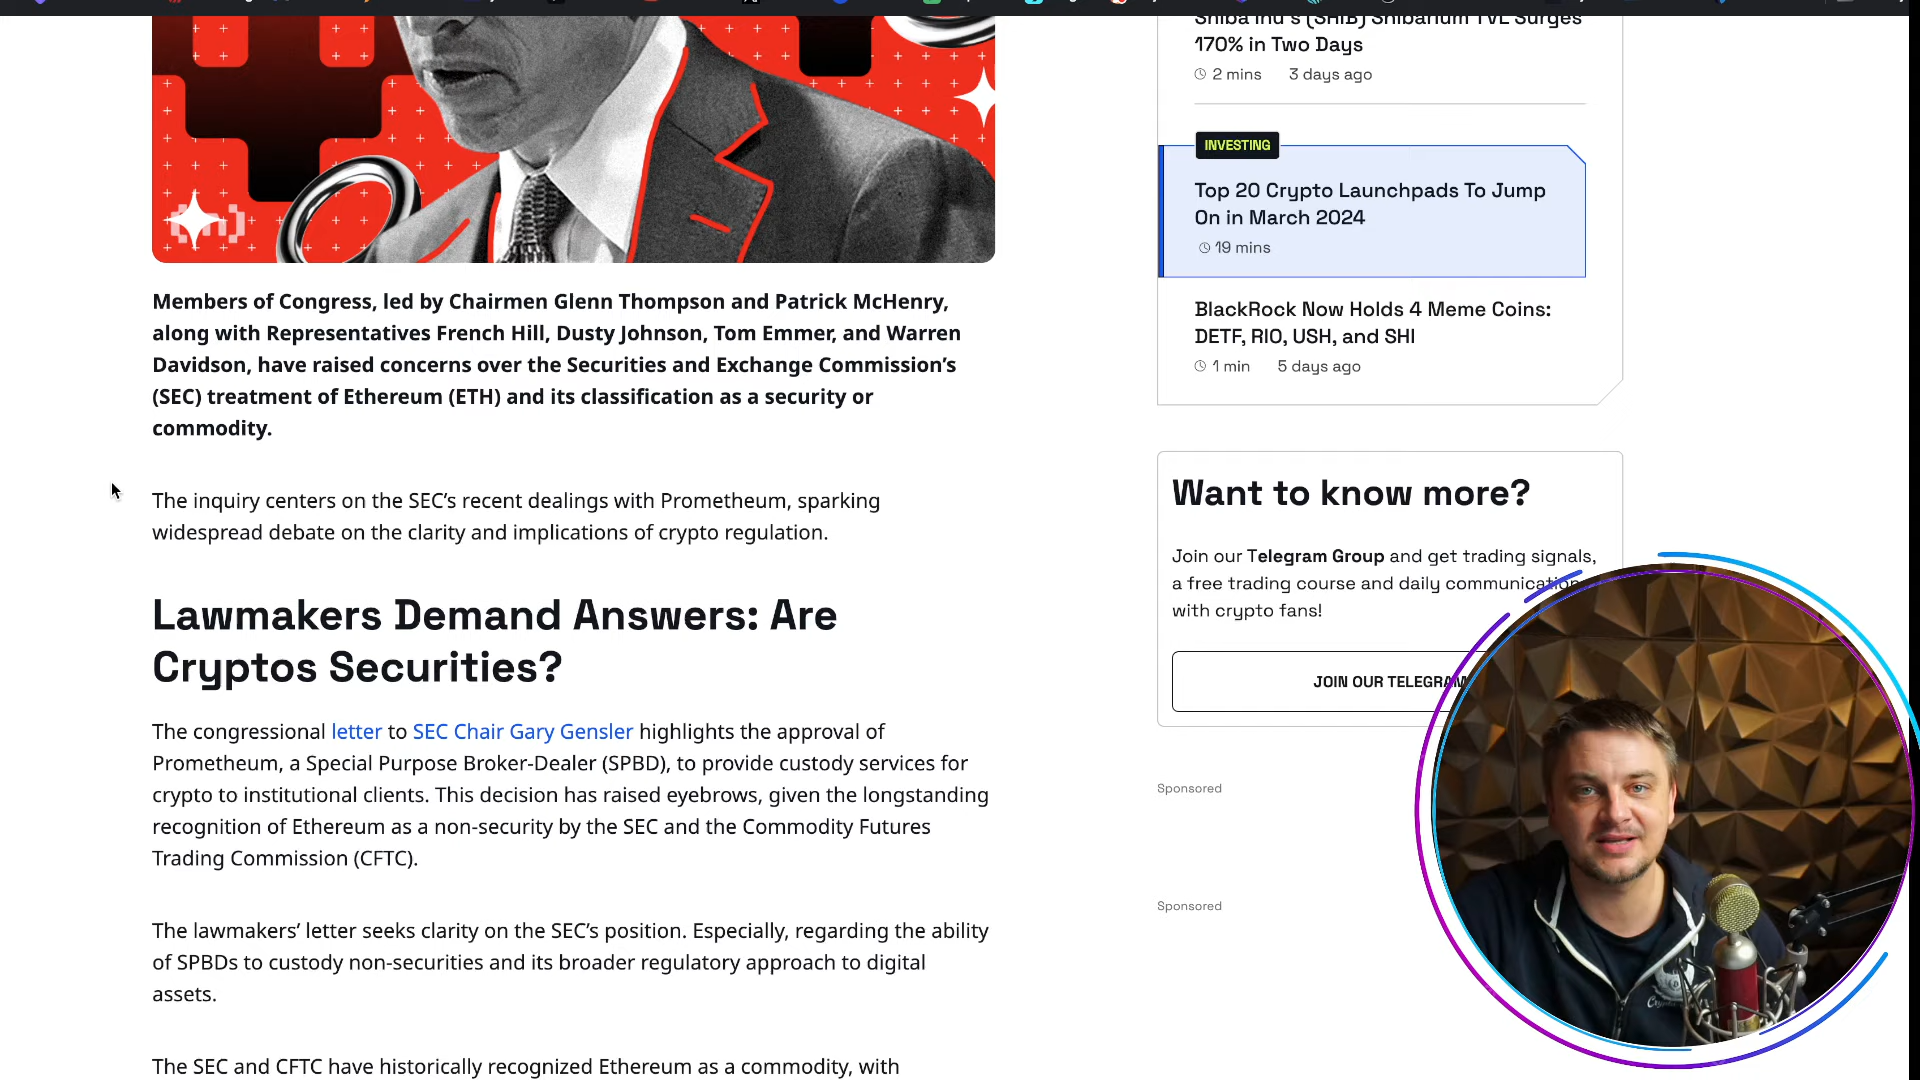 Shiba Inu's (SHIB) Shibarium TVL Surges
170% in Two Days
2 mins 3 days ago
INVESTING
Top 20 Crypto Launchpads To Jump
On in March 2024
19 mins
BlackRock Now Holds 4 Meme Coins:
DETF, RIO, USH, and SHI
1 min 5 days ago
Members of Congress, led by Chairmen Glenn Thompson and Patrick McHenry,
along with Representatives French Hill, Dusty Johnson, Tom Emmer, and Warren
Davidson, have raised concerns over the Securities and Exchange Commission’s
(SEC) treatment of Ethereum (ETH) and its classification as a security or
commodity.
The inquiry centers on the SEC’s recent dealings with Prometheum, sparking
widespread debate on the clarity and implications of crypto regulation.
Lawmakers Demand Answers: Are
Cryptos Securities?
The congressional letter to SEC Chair Gary Gensler highlights the approval of
Prometheum, a Special Purpose Broker-Dealer (SPBD), to provide custody services for
crypto to institutional clients. This decision has raised eyebrows, given the longstanding
recognition of Ethereum as a non-security by the SEC and the Commodity Futures
Trading Commission (CFTC).
The lawmakers’ letter seeks clarity on the SEC’s position. Especially, regarding the ability
of SPBDs to custody non-securities and its broader regulatory approach to digital
assets.
The SEC and CFTC have historically recognized Ethereum as a commodity, with
Want to know more?
Join our Telegram Group and get trading signals,
a free trading course and daily communication
with crypto fans!
JOIN OUR TELEGRAM
Sponsored
Sponsored